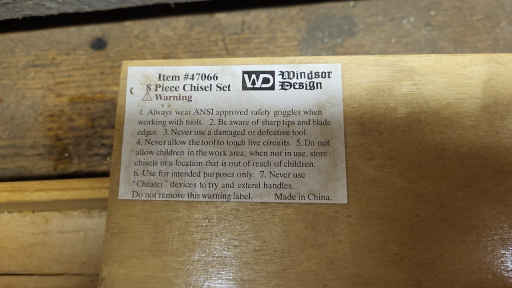 Item #47066
8 Piece Chisel Set
Warning
WD Windsor
Design
1. Always wear ANSI approved safety goggles when
working with tools. 2. Be aware of sharp tips and blade
edges. 3. Never use a damaged or defective tool.
4. Never allow the tool to touch live circuits. 5. Do not
allow children in the work area; when not in use, store
chisels in a location that is out of reach of children.
6. Use for intended purposes only. 7. Never use
"Cheater" devices to try and extend handles.
Do not remove this warning label. Made in China.